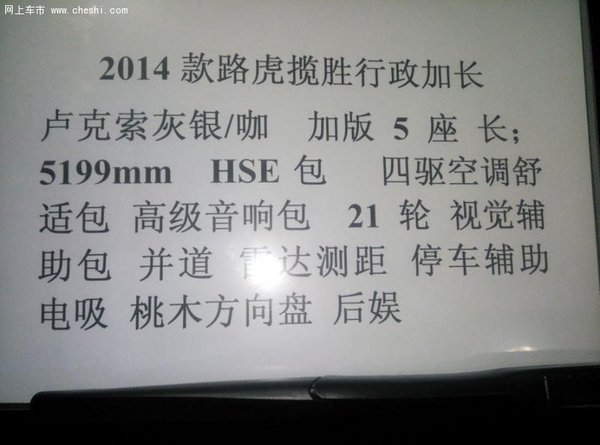 网上车市 www.cheshi.com
2014 款路虎揽胜行政加长
卢克索灰银/咖 加版 5 座 长；
5199mm HSE 包 四驱空调舒
适包 高级音响包 21 轮 视觉辅
助包 并道 雷达测距 停车辅助
电吸 桃木方向盘 后娱